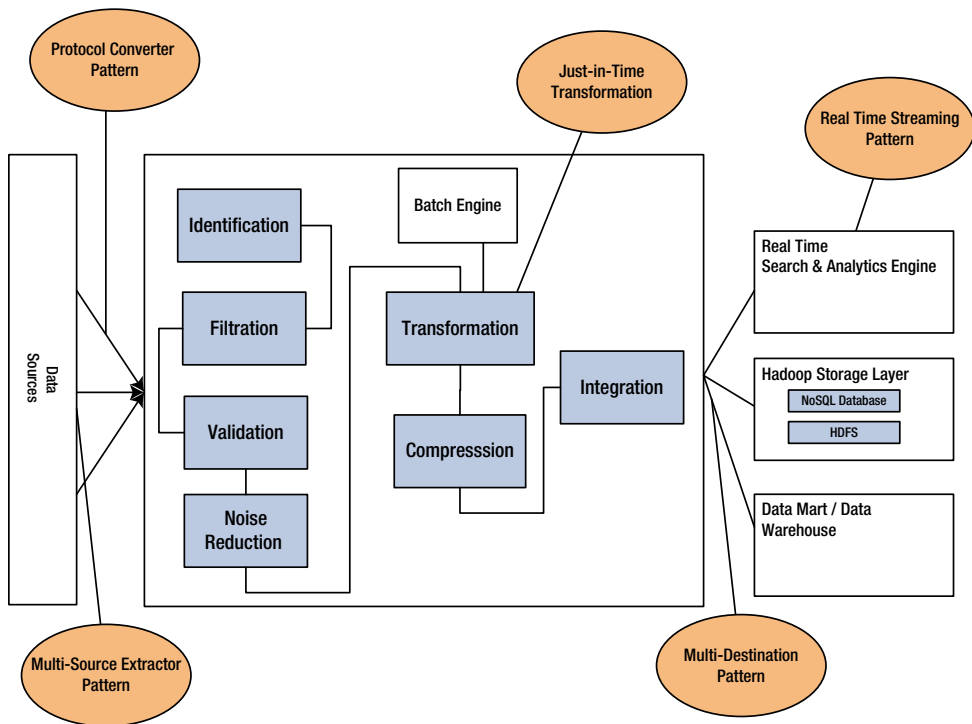 Protocol Converter
Pattern
Just-in-Time
Transformation
Real Time Streaming
Pattern
Data
Sources
Identification
Batch Engine
Filtration
Transformation
Validation
Compresssion
Integration
Noise
Reduction
Real Time
Search & Analytics Engine
Hadoop Storage Layer
NoSQL Database
HDFS
Data Mart / Data
Warehouse
Multi-Source Extractor
Pattern
Multi-Destination
Pattern